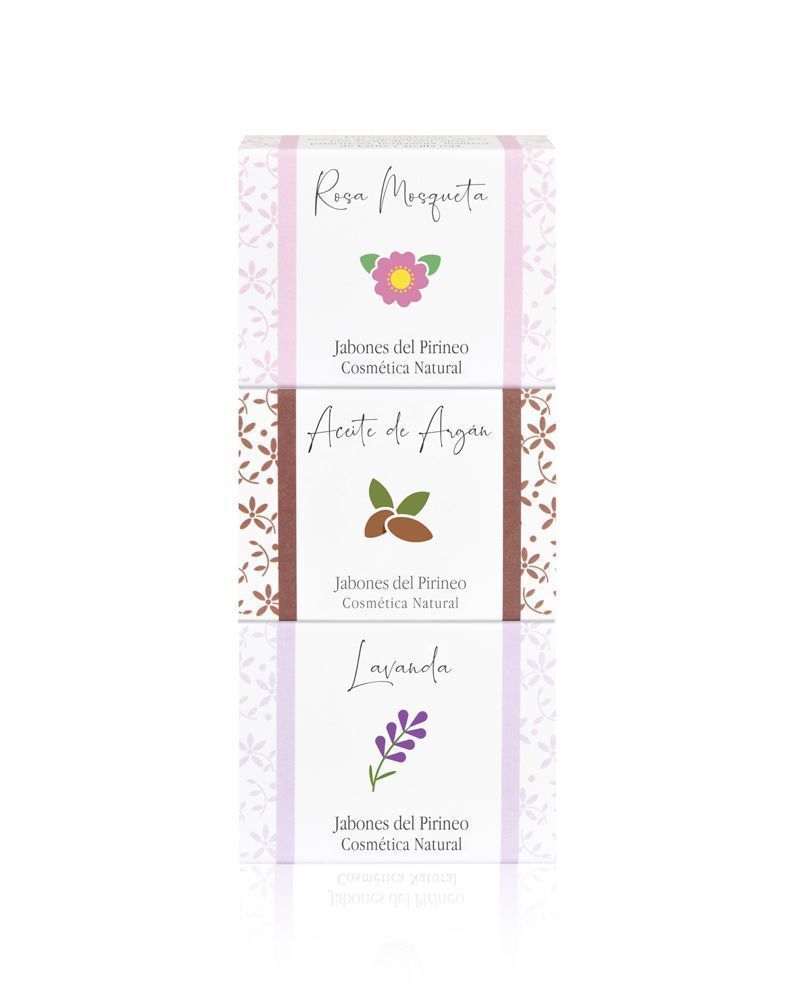 Rosa Mosqueta
Jabones del Pirineo
Cosmética Natural
Aceite de Argán
Jabones del Pirineo
Cosmética Natural
Lavanda
Jabones del Pirineo
Cosmética Natural